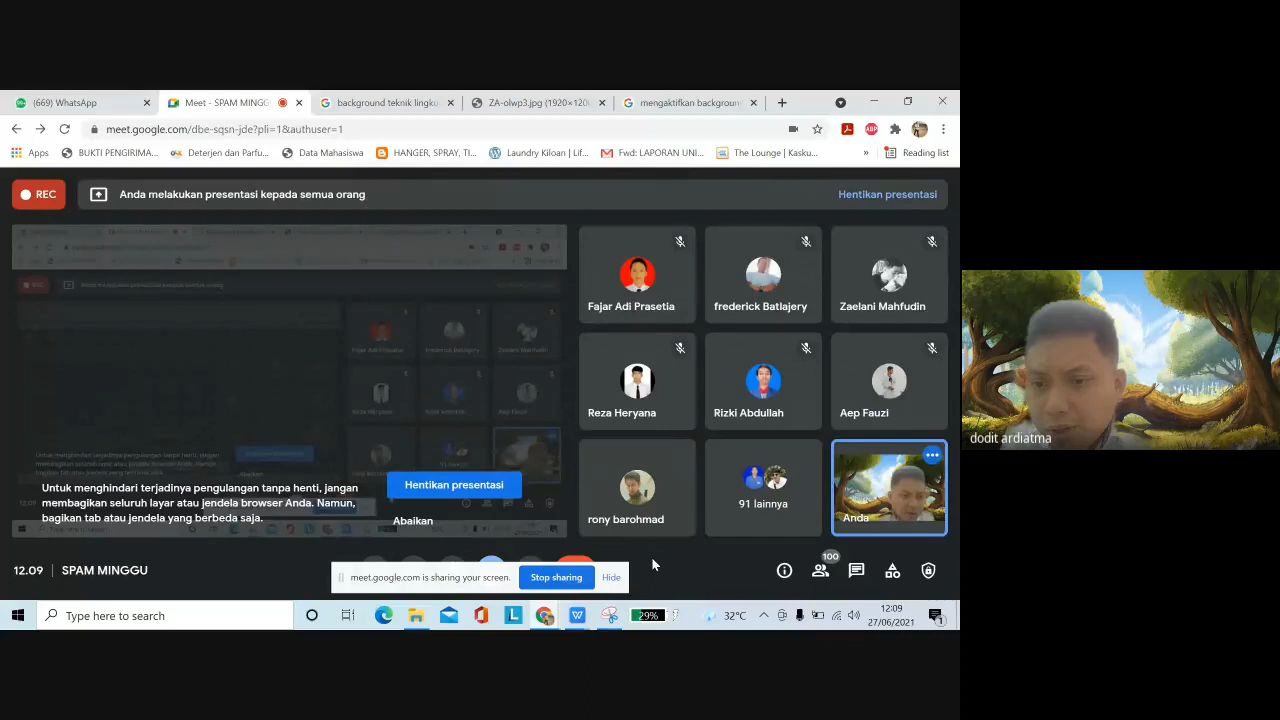 (669) WhatsApp
Meet - SPAM MINGG
background teknik lingku
ZA-olwp3.jpg (1920×120
mengaktifkan backgroun
meet.google.com/dbe-sqsn-jde?pli=1&authuser=1
ABP
Apps
BUKTI PENGIRIMA...
Deterjen dan Parfu...
Data Mahasiswa
HANGER, SPRAY, TI...
Laundry Kiloan | Lif...
Fwd: LAPORAN UNI...
The Lounge | Kasku...
»
Reading list
REC
Anda melakukan presentasi kepada semua orang
Hentikan presentasi
Fajar Adi Prasetia
frederick Batlajery
Zaelani Mahfudin
Reza Heryana
Rizki Abdullah
Aep Fauzi
dodit ardiatma
rony barohmad
91 lainnya
Anda
Untuk menghindari terjadinya pengulangan tanpa henti, jangan
membagikan seluruh layar atau jendela browser Anda. Namun,
bagikan tab atau jendela yang berbeda saja.
Hentikan presentasi
Abaikan
12.09 | SPAM MINGGU
meet.google.com is sharing your screen.
Stop sharing
Hide
100
Type here to search
29%
32°C
12:09
27/06/2021